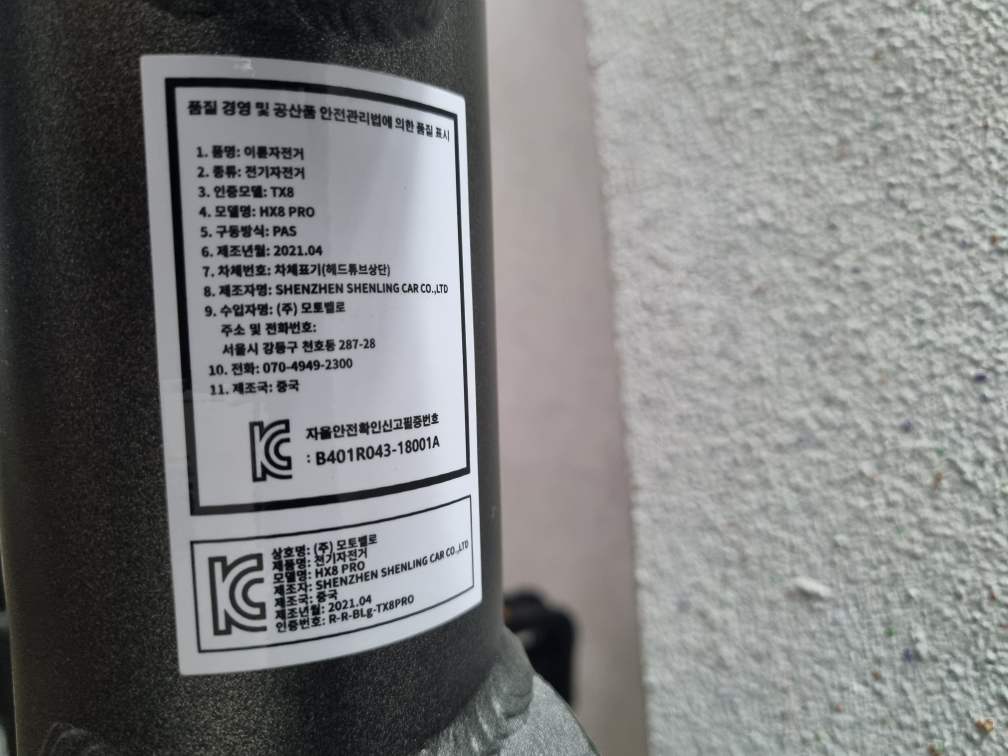 품질 경영 및 공산품 안전관리법에 의한 품질 표시
1. 품명: 이륜자전거
2. 종류: 전기자전거
3. 인증모델: TX8
4. 모델명: HX8 PRO
5. 구동방식: PAS
6. 제조년월: 2021.04
7. 차체번호: 차체표기(헤드튜브상단)
8. 제조자명: SHENZHEN SHENLING CAR CO.,LTD
9. 수입자명: (주) 모토벨로
주소 및 전화번호:
서울시 강동구 천호동 287-28
10. 전화: 070-4949-2300
11. 제조국: 중국
자율안전확인신고필증번호
: B401R043-18001A
상호명: (주) 모토벨로
제품명: 전기자전거
모델명: HX8 PRO
제조자: SHENZHEN SHENLING CAR CO.,LTD
제조국: 중국
제조년월: 2021.04
인증번호: R-R-BLg-TX8PRO